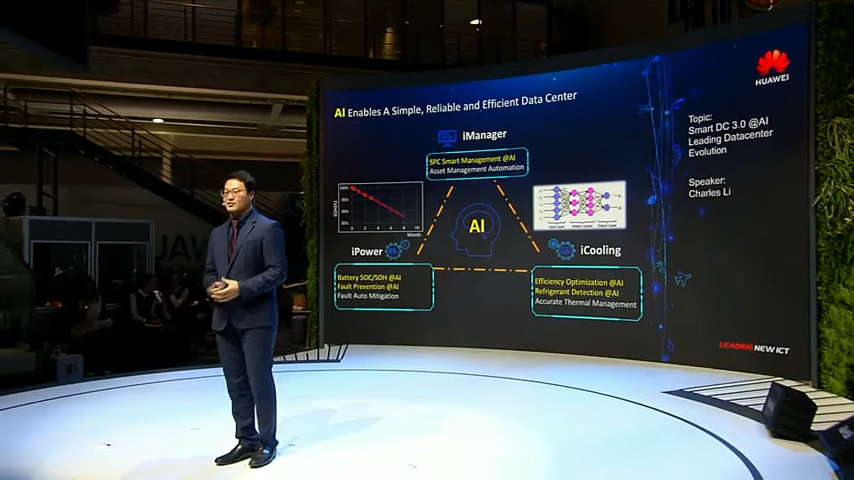 AI Enables A Simple, Reliable and Efficient Data Center
HUAWEI
iManager
SPC Smart Management @AI
Asset Management Automation
Topic:
Smart DC 3.0 @AI
Leading Datacenter
Evolution
Speaker:
Charles Li
100%
Month
AI
iPower
iCooling
Battery SOC/SOH @AI
Fault Prevention @AI
Fault Auto Mitigation
Efficiency Optimization @AI
Refrigerant Detection @AI
Accurate Thermal Management
LEADING NEW ICT